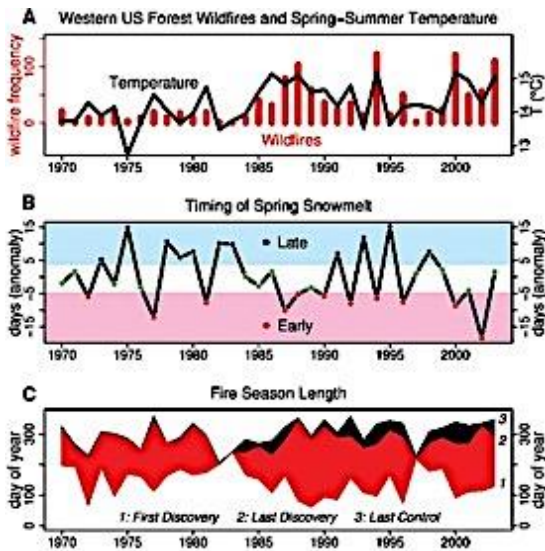 A Western US Forest Wildfires and Spring-Summer Temperature
wildfire frequency
100
0
Temperature
Wildfires
15
14
13
T (°C)
1970 1975 1980 1985 1990 1995 2000
B Timing of Spring Snowmelt
days (anomaly)
15
5
-5
-15
Late
Early
15
5
-5
-15
days (anomaly)
1970 1975 1980 1985 1990 1995 2000
C Fire Season Length
day of year
300
100
0
3
2
1
300
100
0
day of year
1: First Discovery 2: Last Discovery 3: Last Control
1970 1975 1980 1985 1990 1995 2000